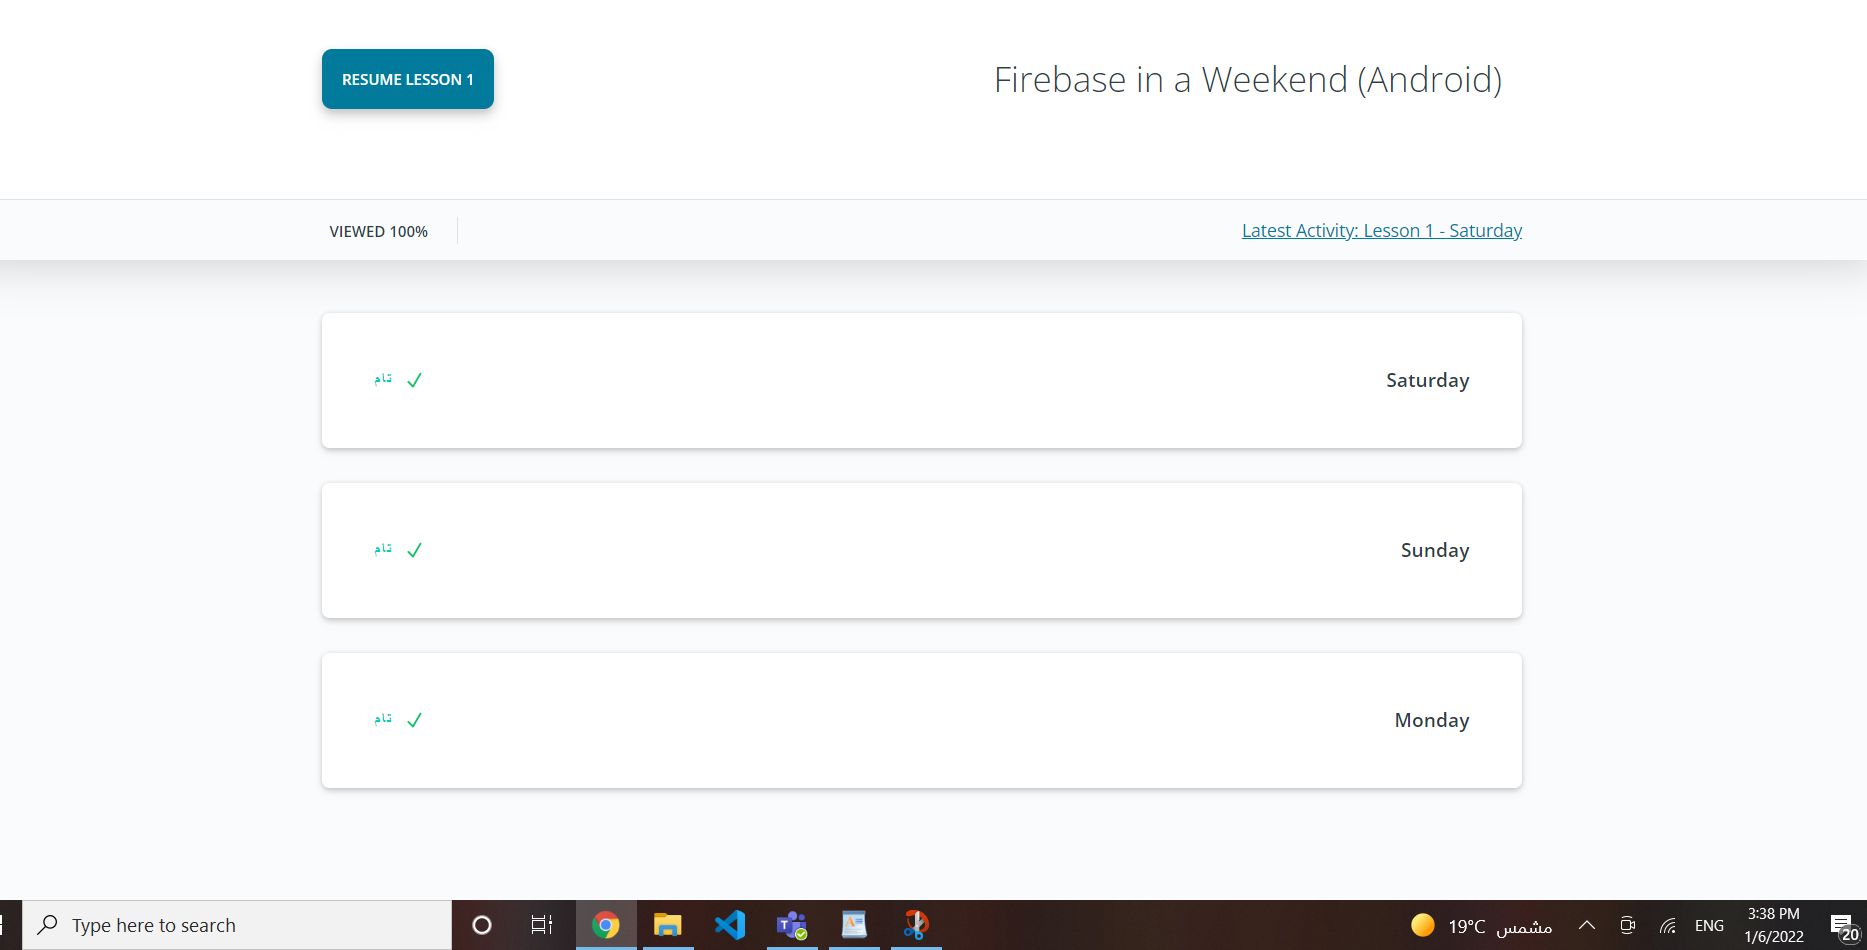 RESUME LESSON 1
Firebase in a Weekend (Android)
VIEWED 100%
Latest Activity: Lesson 1 - Saturday
تام
Saturday
تام
Sunday
تام
Monday
Type here to search
19°C مشمس
ENG
3:38 PM
1/6/2022
20